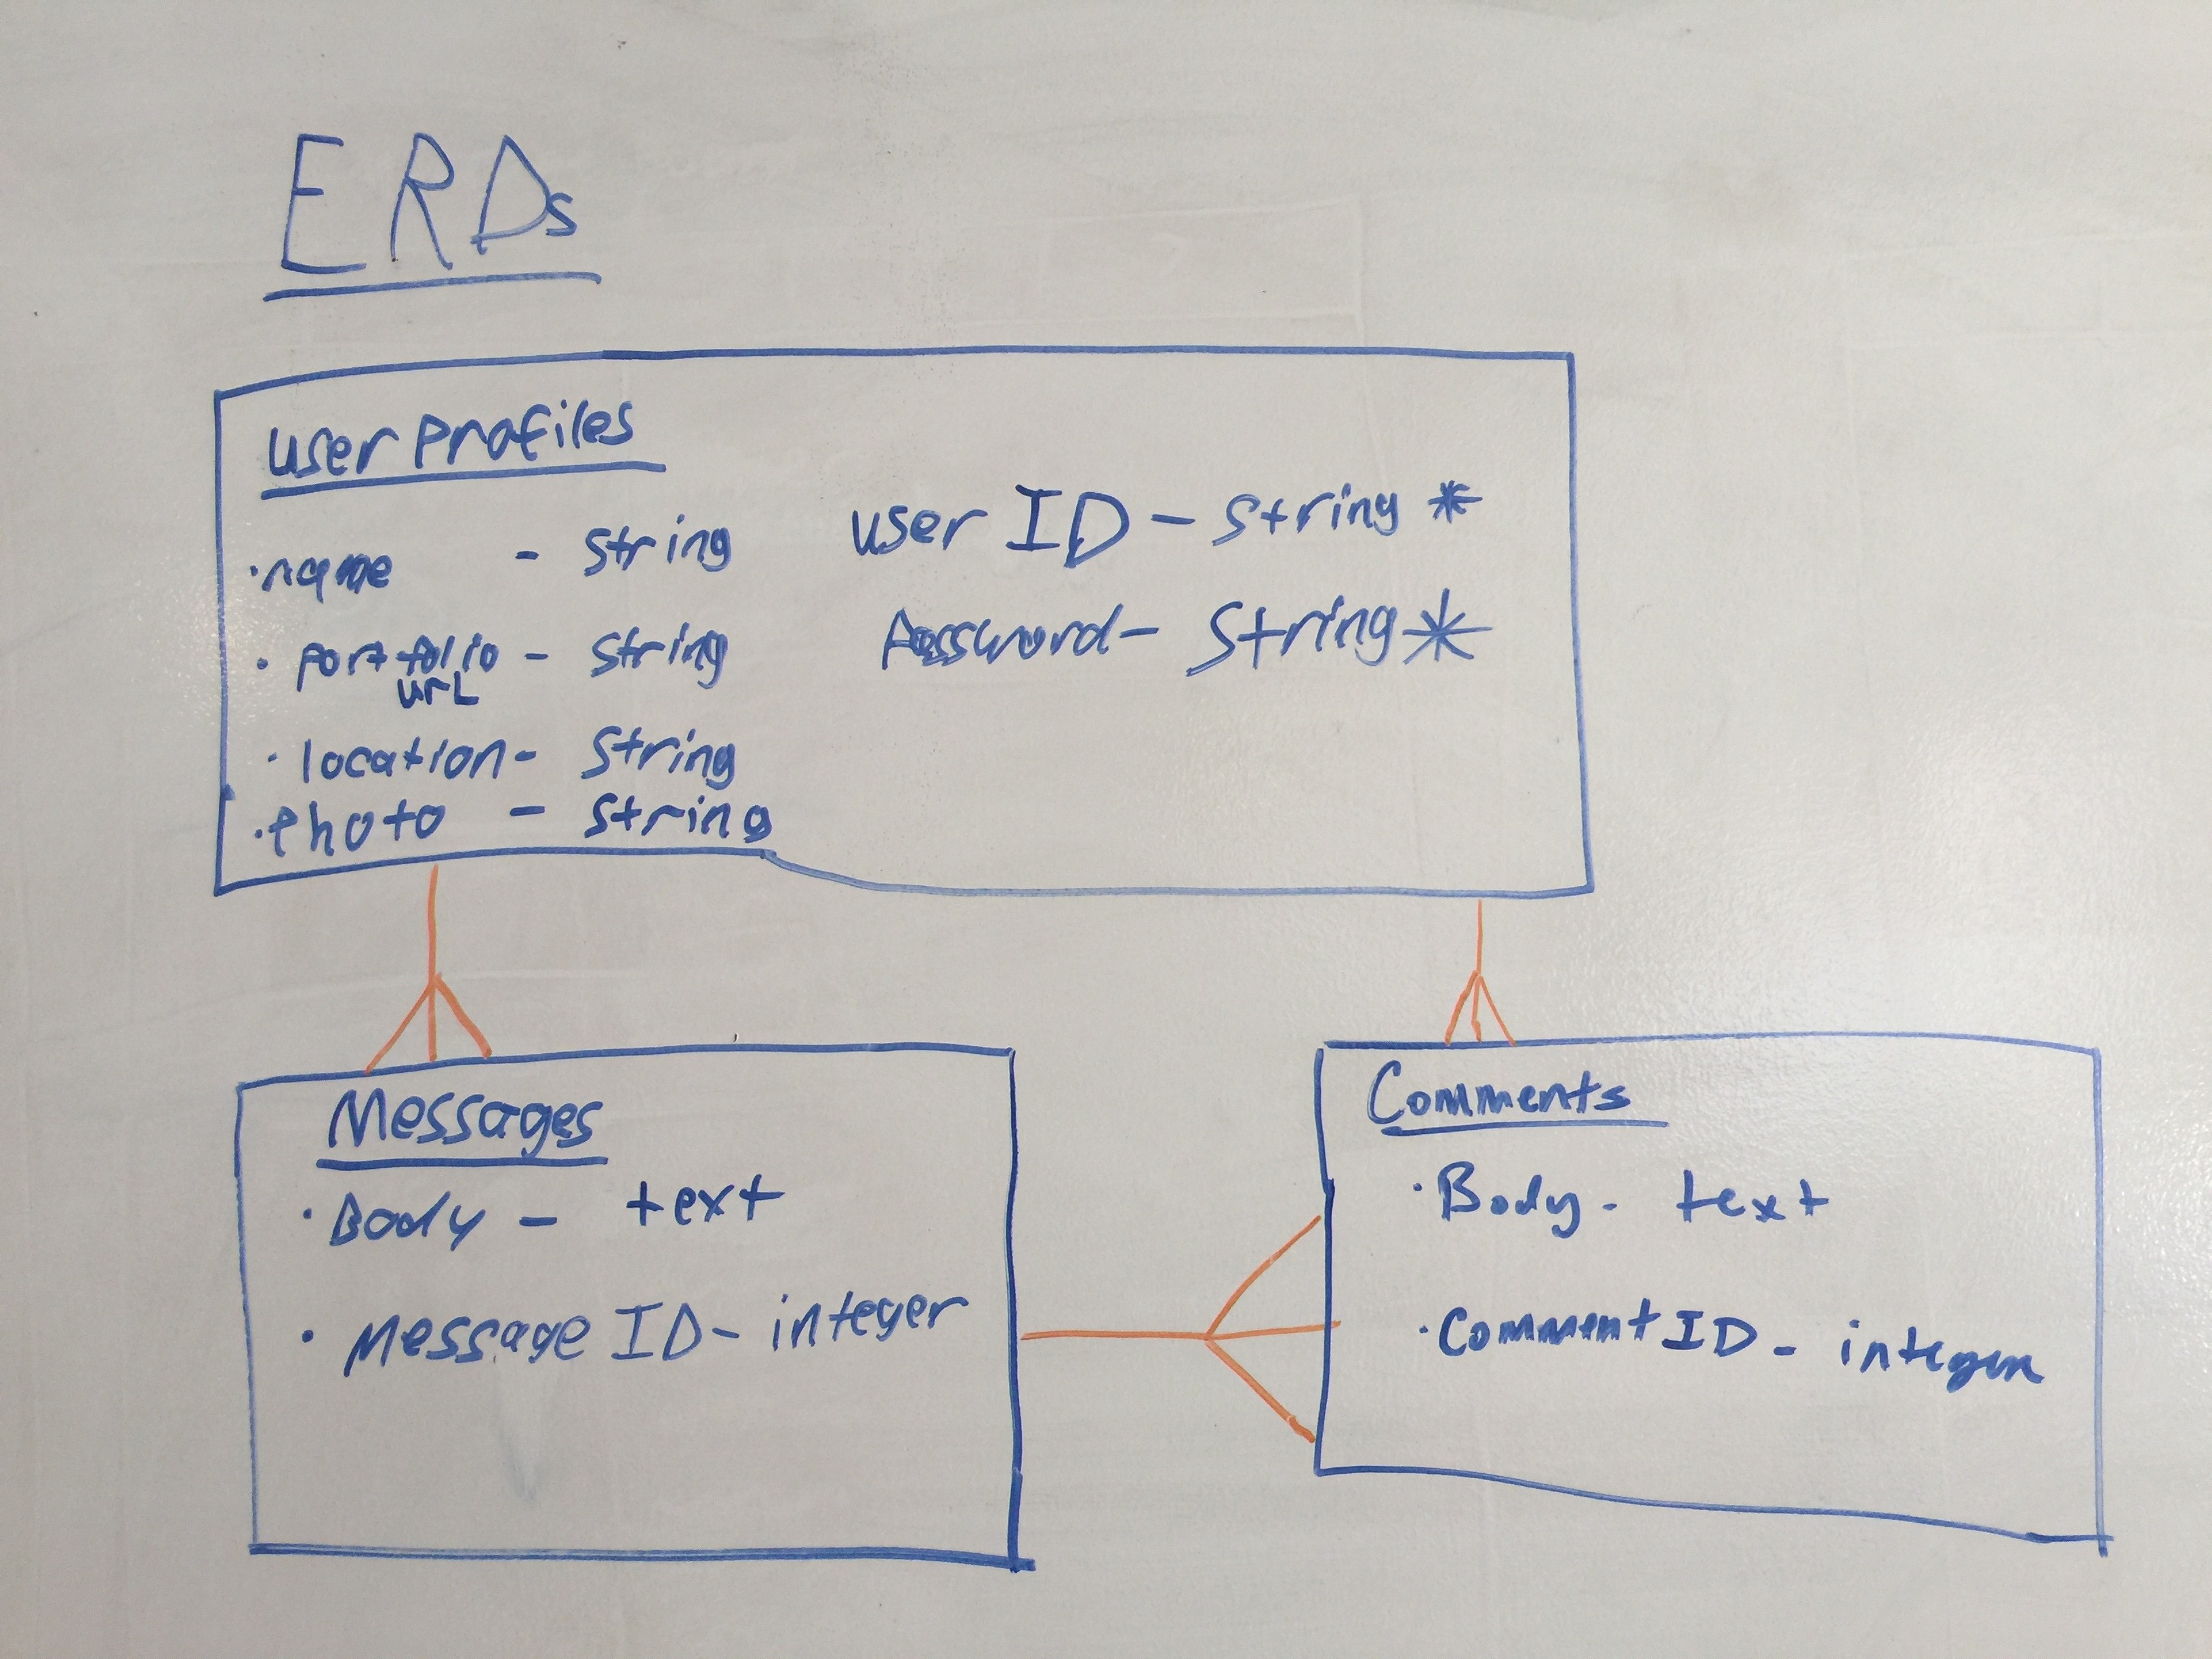 ERDs
User Profiles
·name - string
user ID - string *
· portfolio - string
url
Password - String *
· location - string
·Photo - string
Messages
· Body - text
· Message ID - integer
Comments
· Body - text
· Comment ID - integer